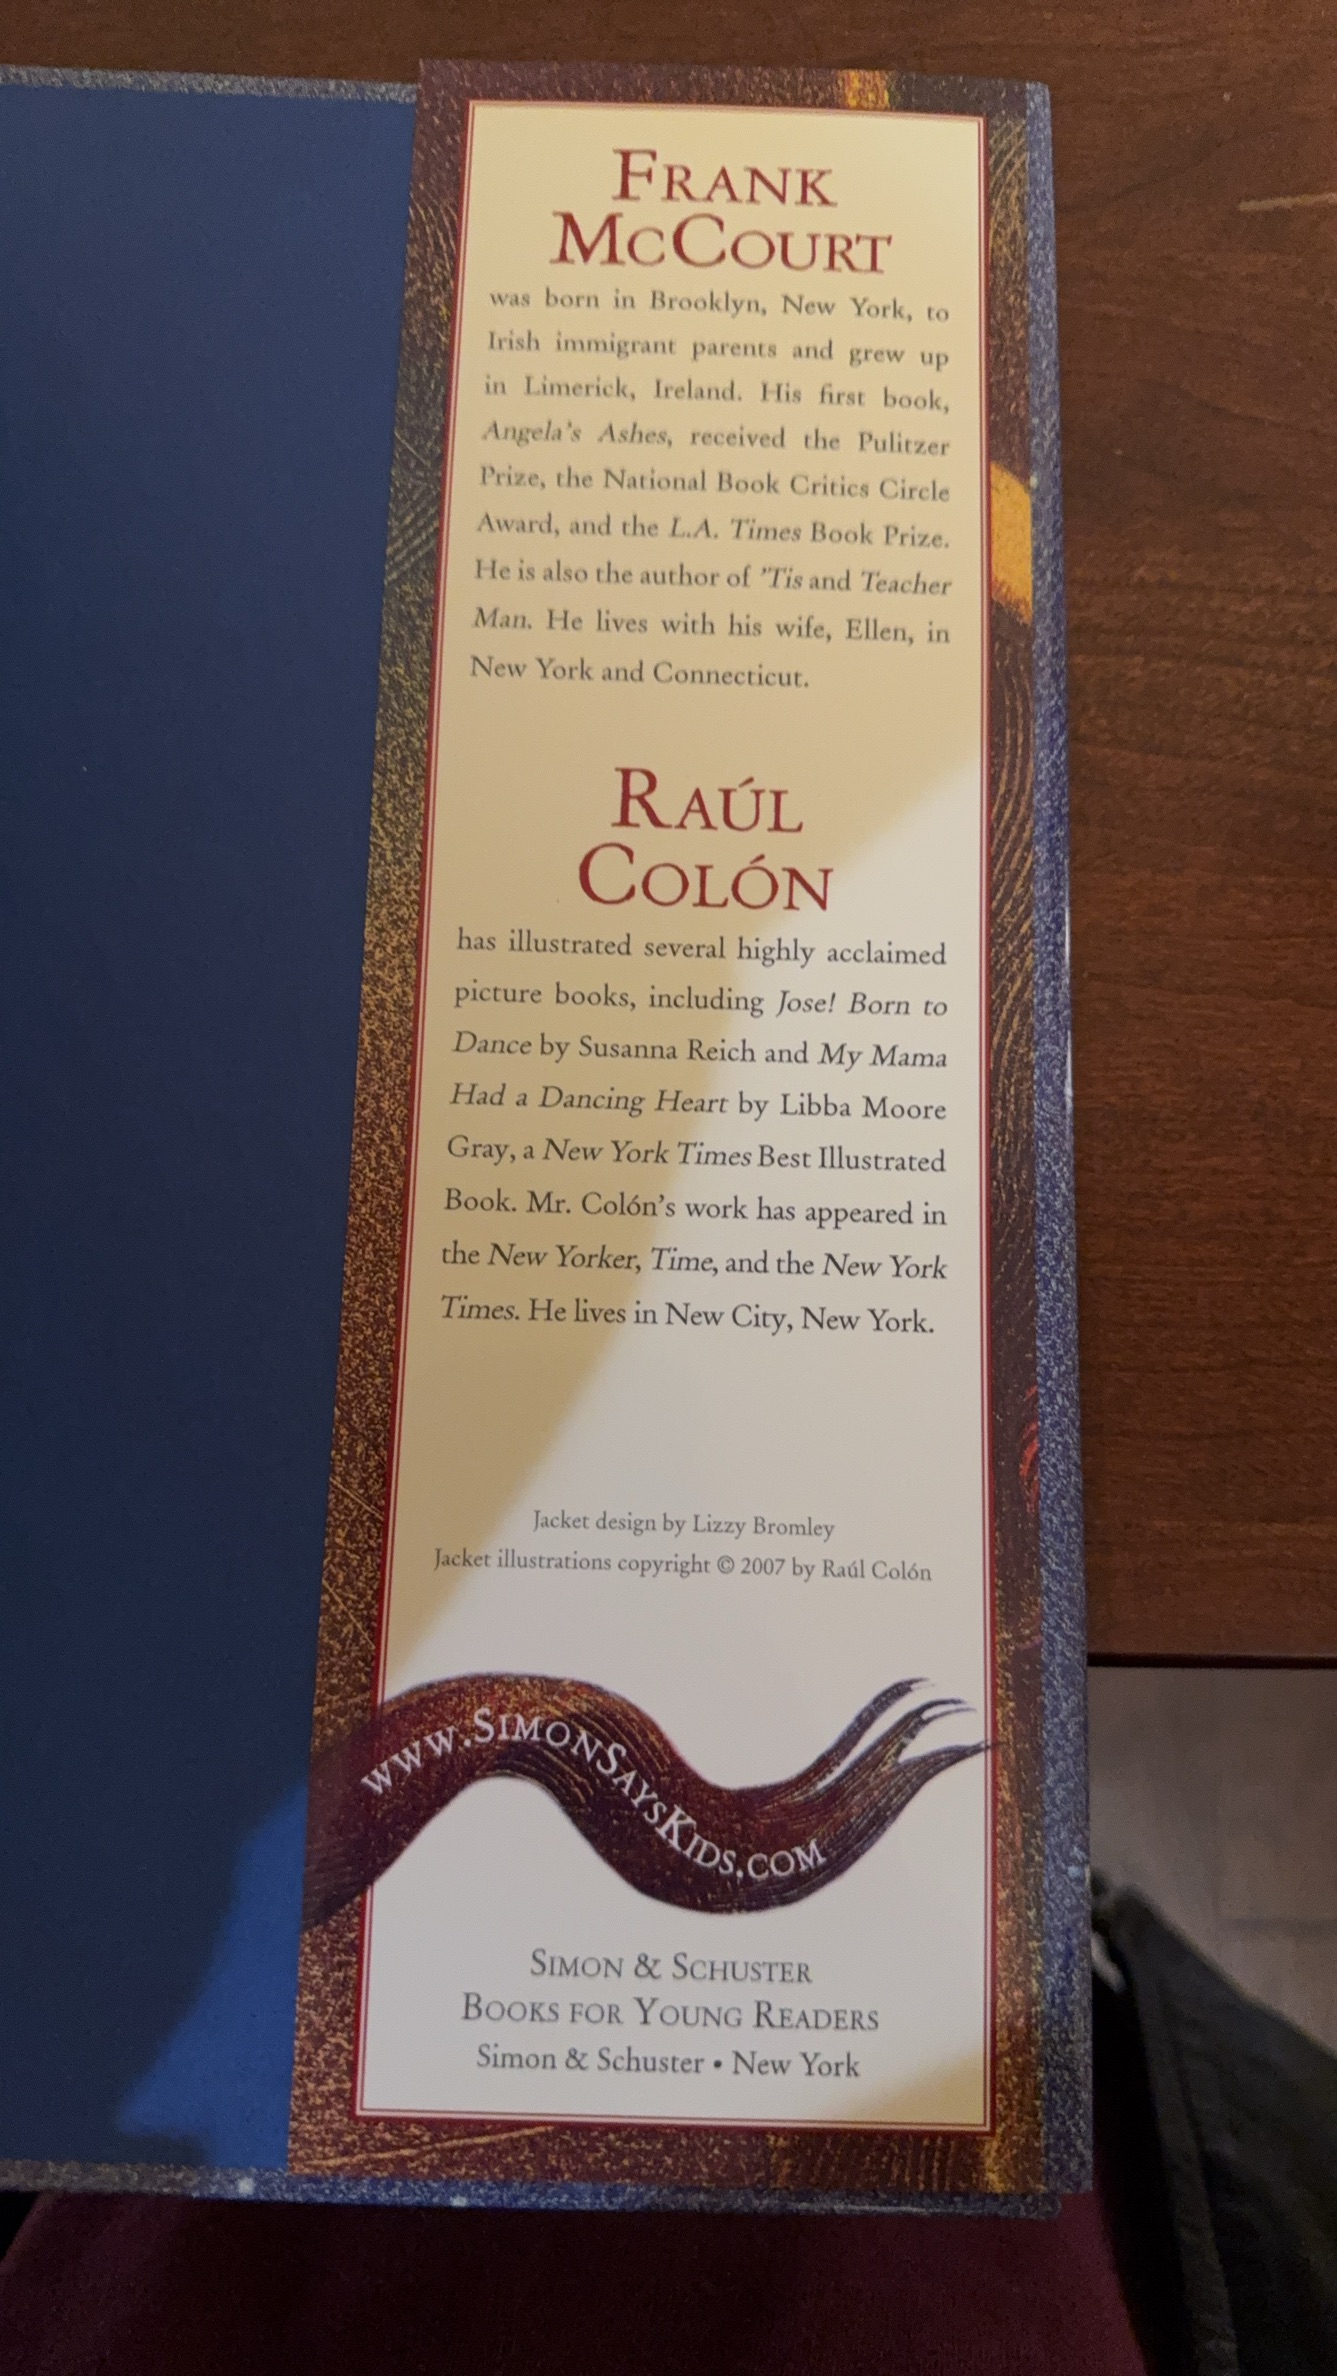 FRANK
MCCOURT
was born in Brooklyn, New York, to
Irish immigrant parents and grew up
in Limerick, Ireland. His first book,
Angela's Ashes, received the Pulitzer
Prize, the National Book Critics Circle
Award, and the L.A. Times Book Prize.
He is also the author of 'Tis and Teacher
Man. He lives with his wife, Ellen, in
New York and Connecticut.
RAÚL
COLÓN
has illustrated several highly acclaimed
picture books, including Jose! Born to
Dance by Susanna Reich and My Mama
Had a Dancing Heart by Libba Moore
Gray, a New York Times Best Illustrated
Book. Mr. Colón's work has appeared in
the New Yorker, Time, and the New York
Times. He lives in New City, New York.
Jacket design by Lizzy Bromley
Jacket illustrations copyright © 2007 by Raúl Colón
WWW.SIMONSAYSKIDS.COM
SIMON & SCHUSTER
BOOKS FOR YOUNG READERS
Simon & Schuster • New York